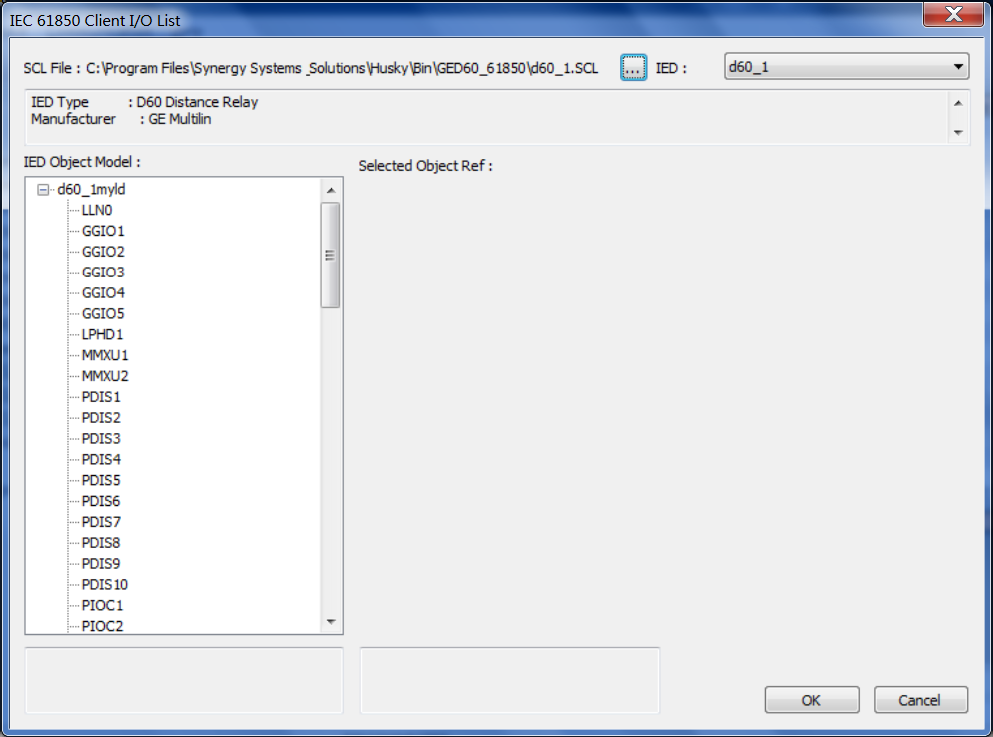 IEC 61850 Client I/O List
SCL File : C:\Program Files\Synergy Systems _Solutions\Husky\Bin\GED60_61850\d60_1.SCL ... IED : d60_1
IED Type : D60 Distance Relay
Manufacturer : GE Multilin
IED Object Model :
Selected Object Ref :
d60_1myld
LLN0
GGIO1
GGIO2
GGIO3
GGIO4
GGIO5
LPHD1
MMXU1
MMXU2
PDIS1
PDIS2
PDIS3
PDIS4
PDIS5
PDIS6
PDIS7
PDIS8
PDIS9
PDIS10
PIOC1
PIOC2
OK
Cancel